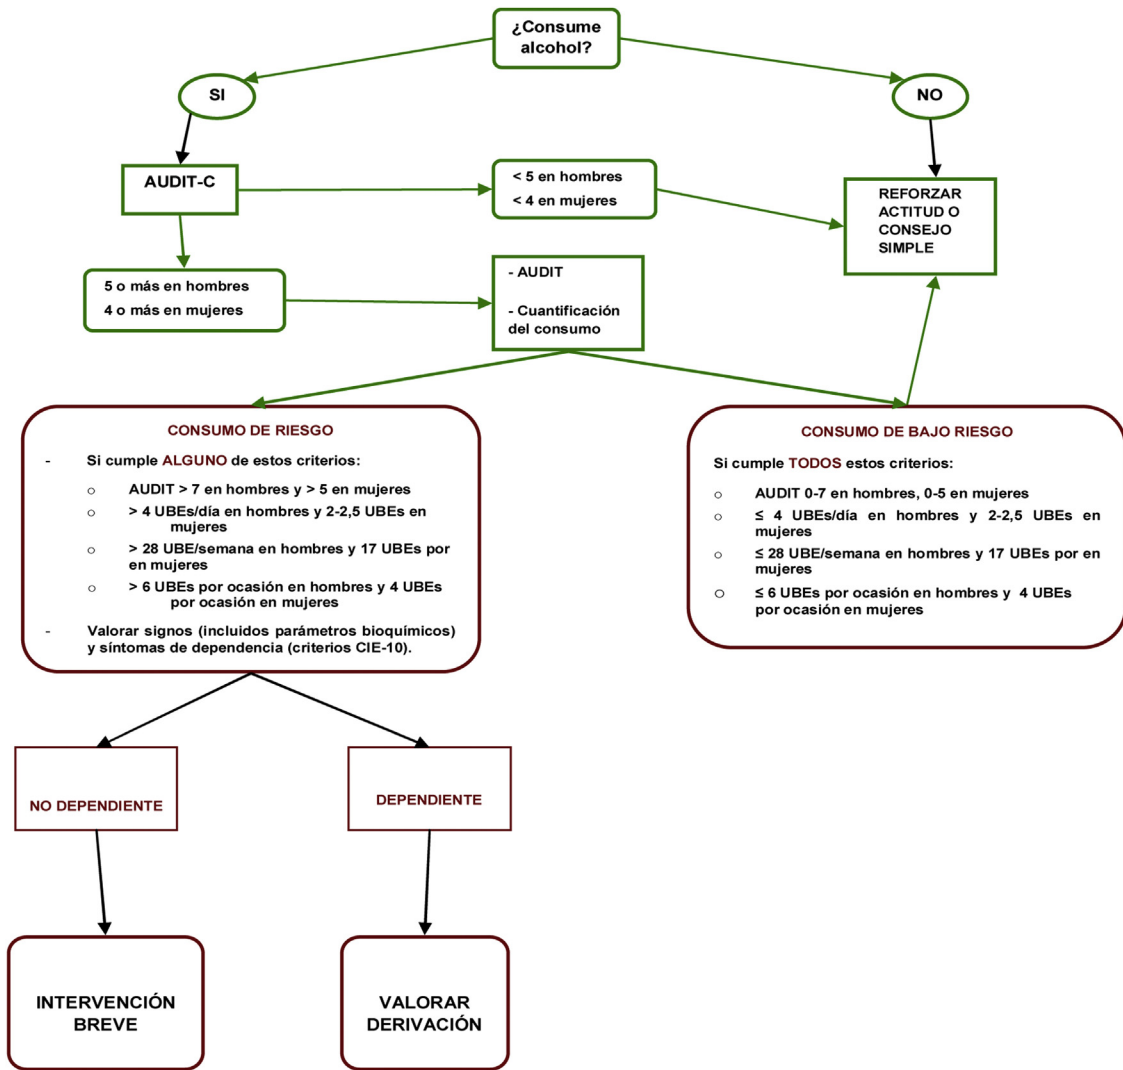 ¿Consume
alcohol?
SI
NO
AUDIT-C
< 5 en hombres
< 4 en mujeres
REFORZAR
ACTITUD O
CONSEJO
SIMPLE
5 o más en hombres
4 o más en mujeres
- AUDIT
- Cuantificación
del consumo
CONSUMO DE RIESGO
- Si cumple ALGUNO de estos criterios:
o AUDIT > 7 en hombres y > 5 en mujeres
o > 4 UBEs/día en hombres y 2-2,5 UBEs en
mujeres
o > 28 UBE/semana en hombres y 17 UBEs por
en mujeres
o > 6 UBEs por ocasión en hombres y 4 UBEs
por ocasión en mujeres
- Valorar signos (incluidos parámetros bioquímicos)
y síntomas de dependencia (criterios CIE-10).
CONSUMO DE BAJO RIESGO
Si cumple TODOS estos criterios:
o AUDIT 0-7 en hombres, 0-5 en mujeres
o ≤ 4 UBEs/día en hombres y 2-2,5 UBEs en
mujeres
o ≤ 28 UBE/semana en hombres y 17 UBEs por en
mujeres
o ≤ 6 UBEs por ocasión en hombres y 4 UBEs
por ocasión en mujeres
NO DEPENDIENTE
DEPENDIENTE
INTERVENCIÓN
BREVE
VALORAR
DERIVACIÓN